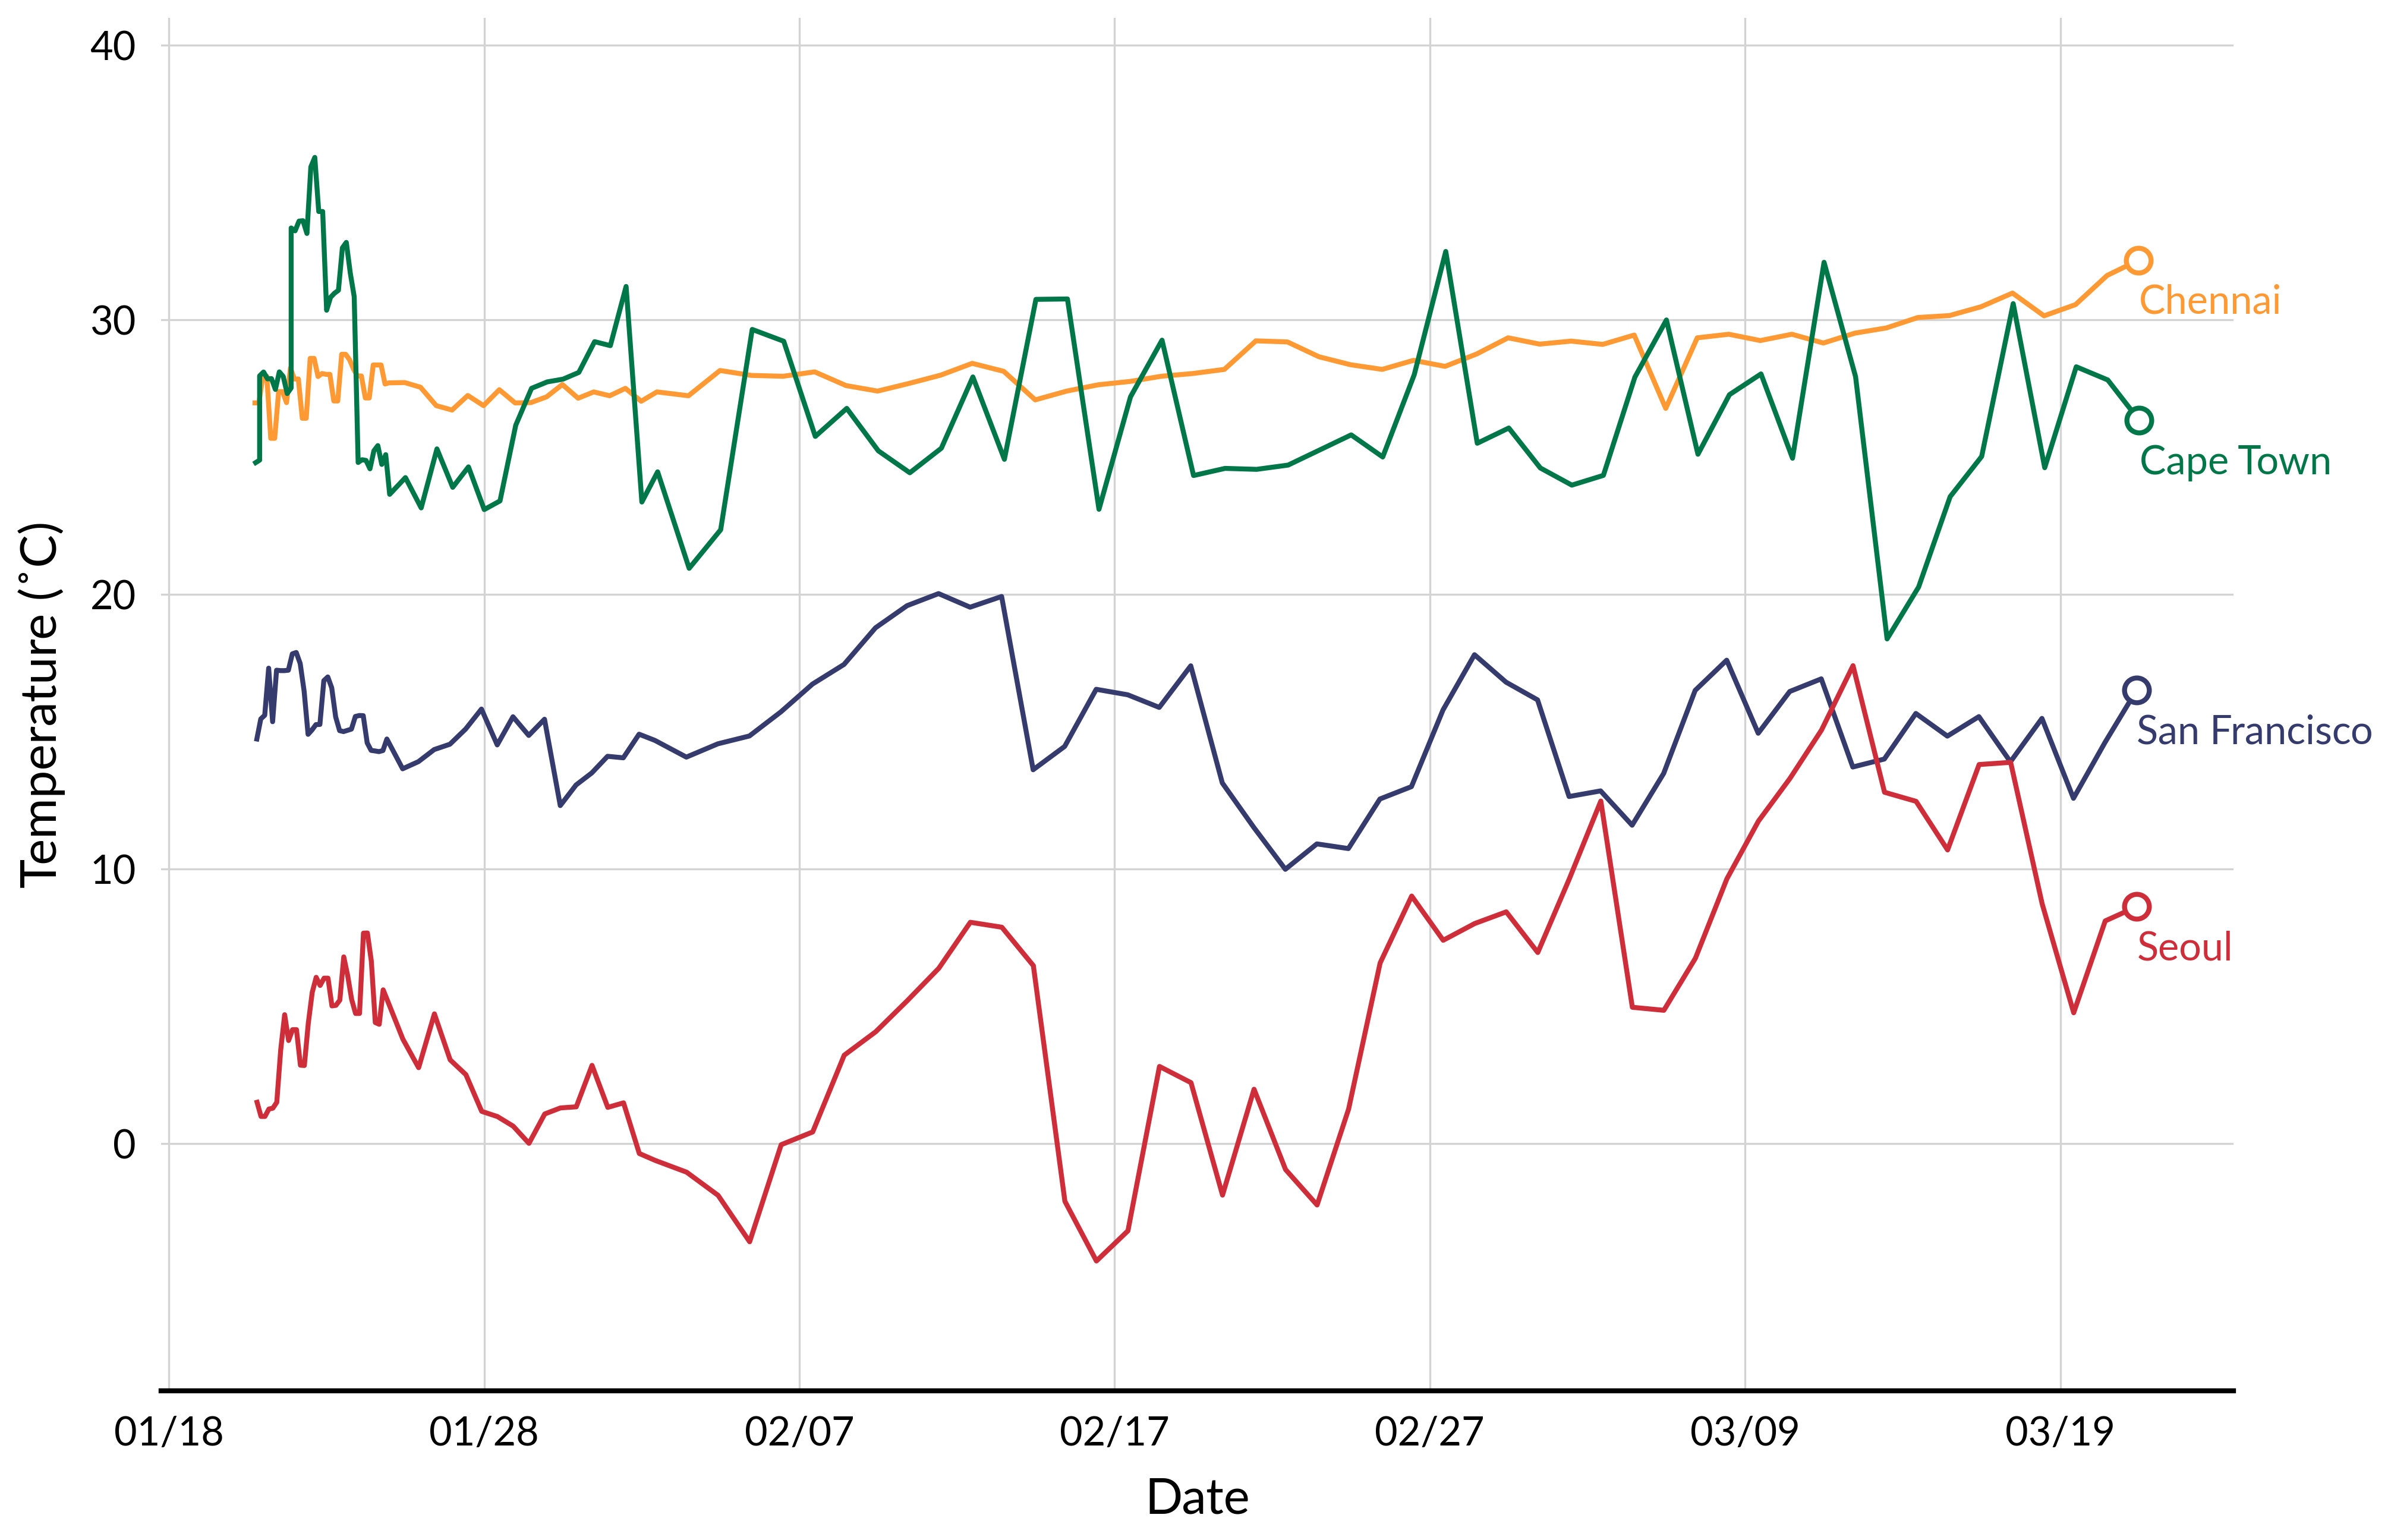 40
30
20
10
0
Temperature (°C)
Chennai
Cape Town
San Francisco
Seoul
01/18 01/28 02/07 02/17 02/27 03/09 03/19
Date